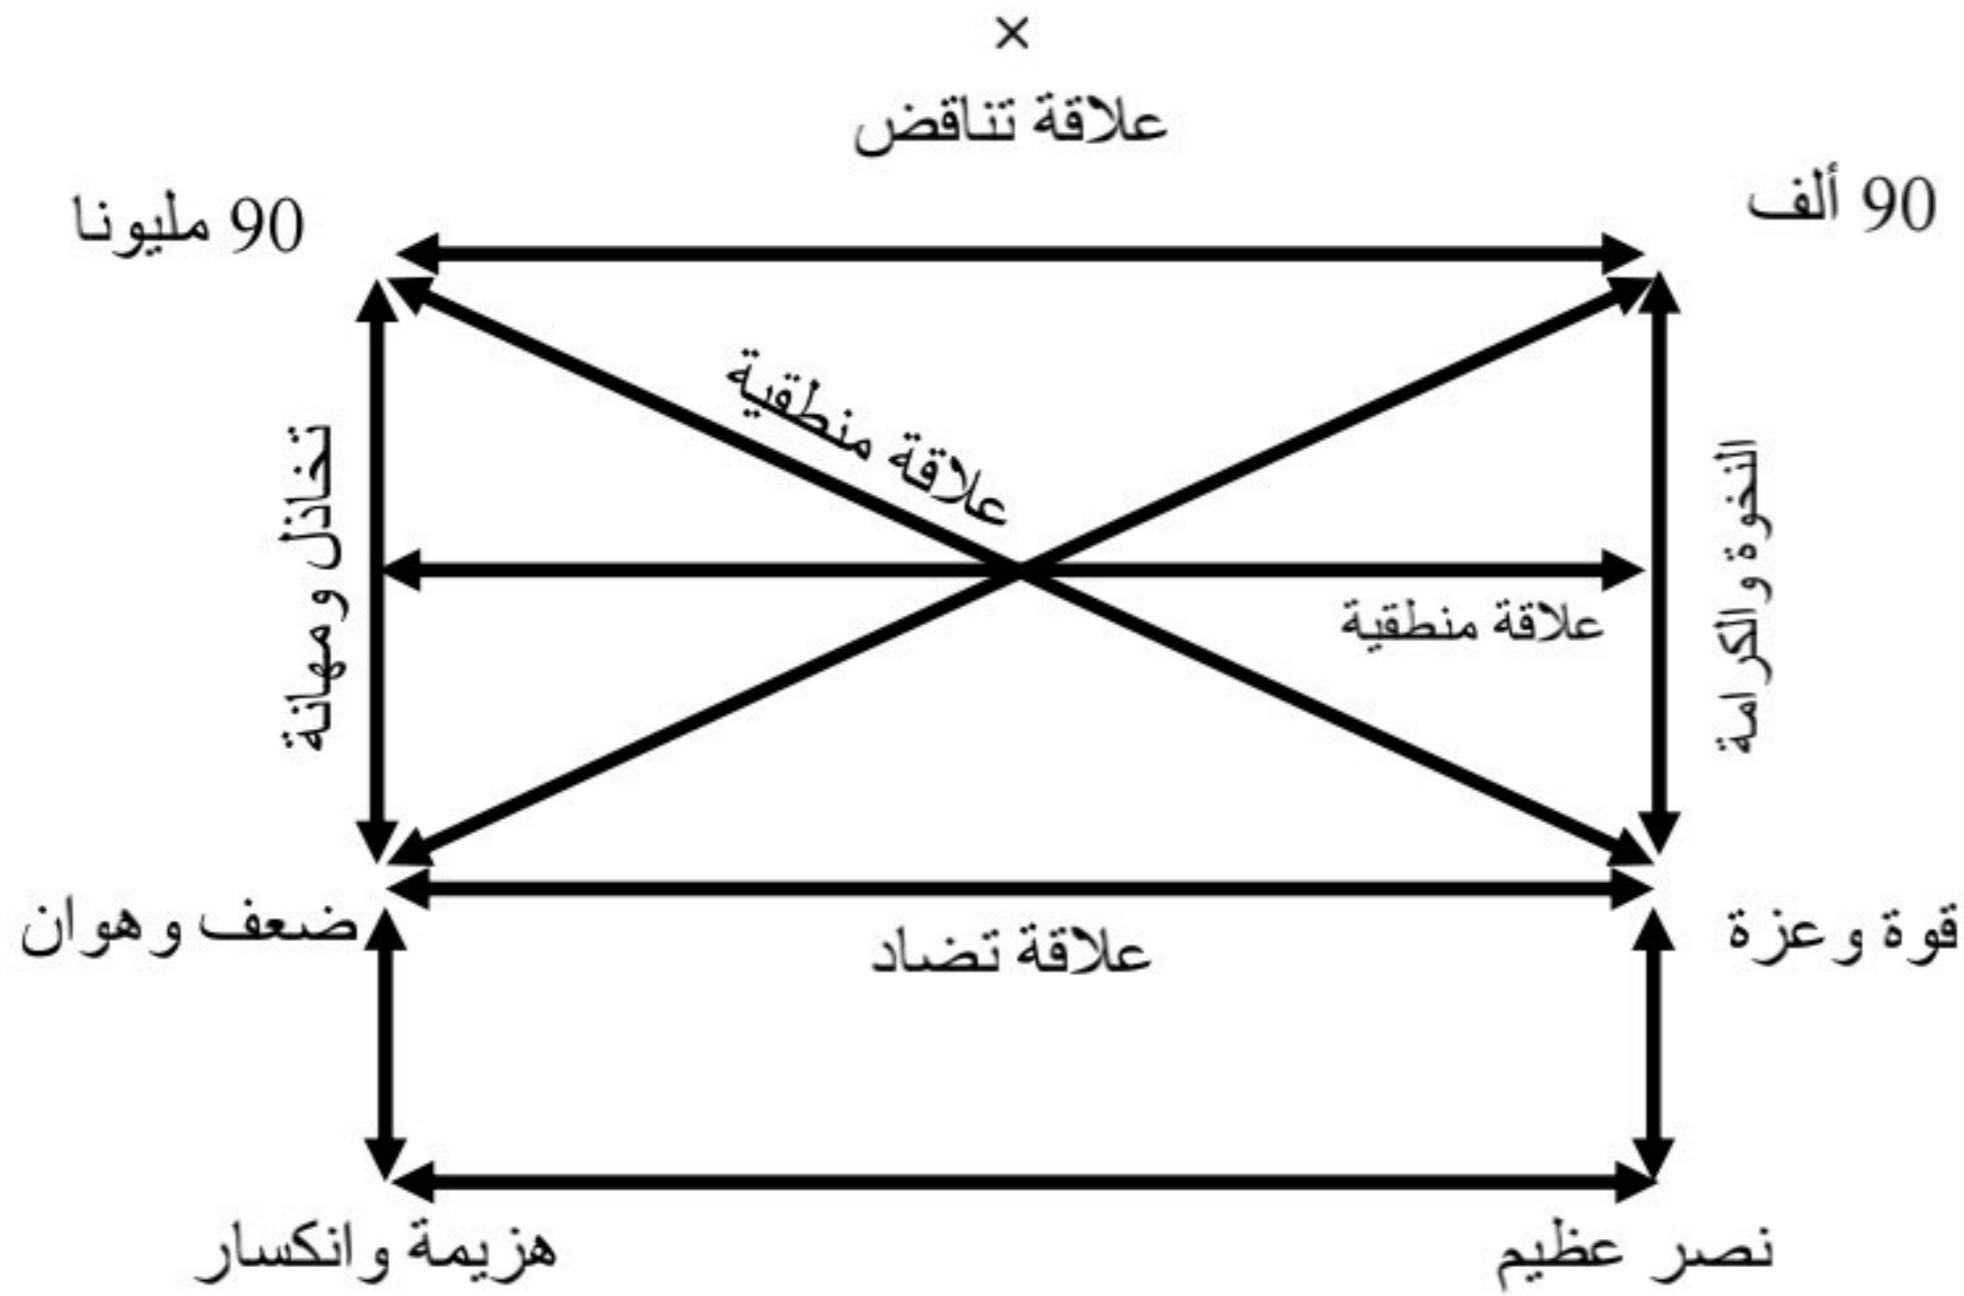 ×
علاقة تناقض
90 ألف
90 مليونا
علاقة منطقية
النخوة والكرامة
تخاذل ومهانة
علاقة منطقية
قوة وعزة
علاقة تضاد
ضعف وهوان
نصر عظيم
هزيمة وانكسار